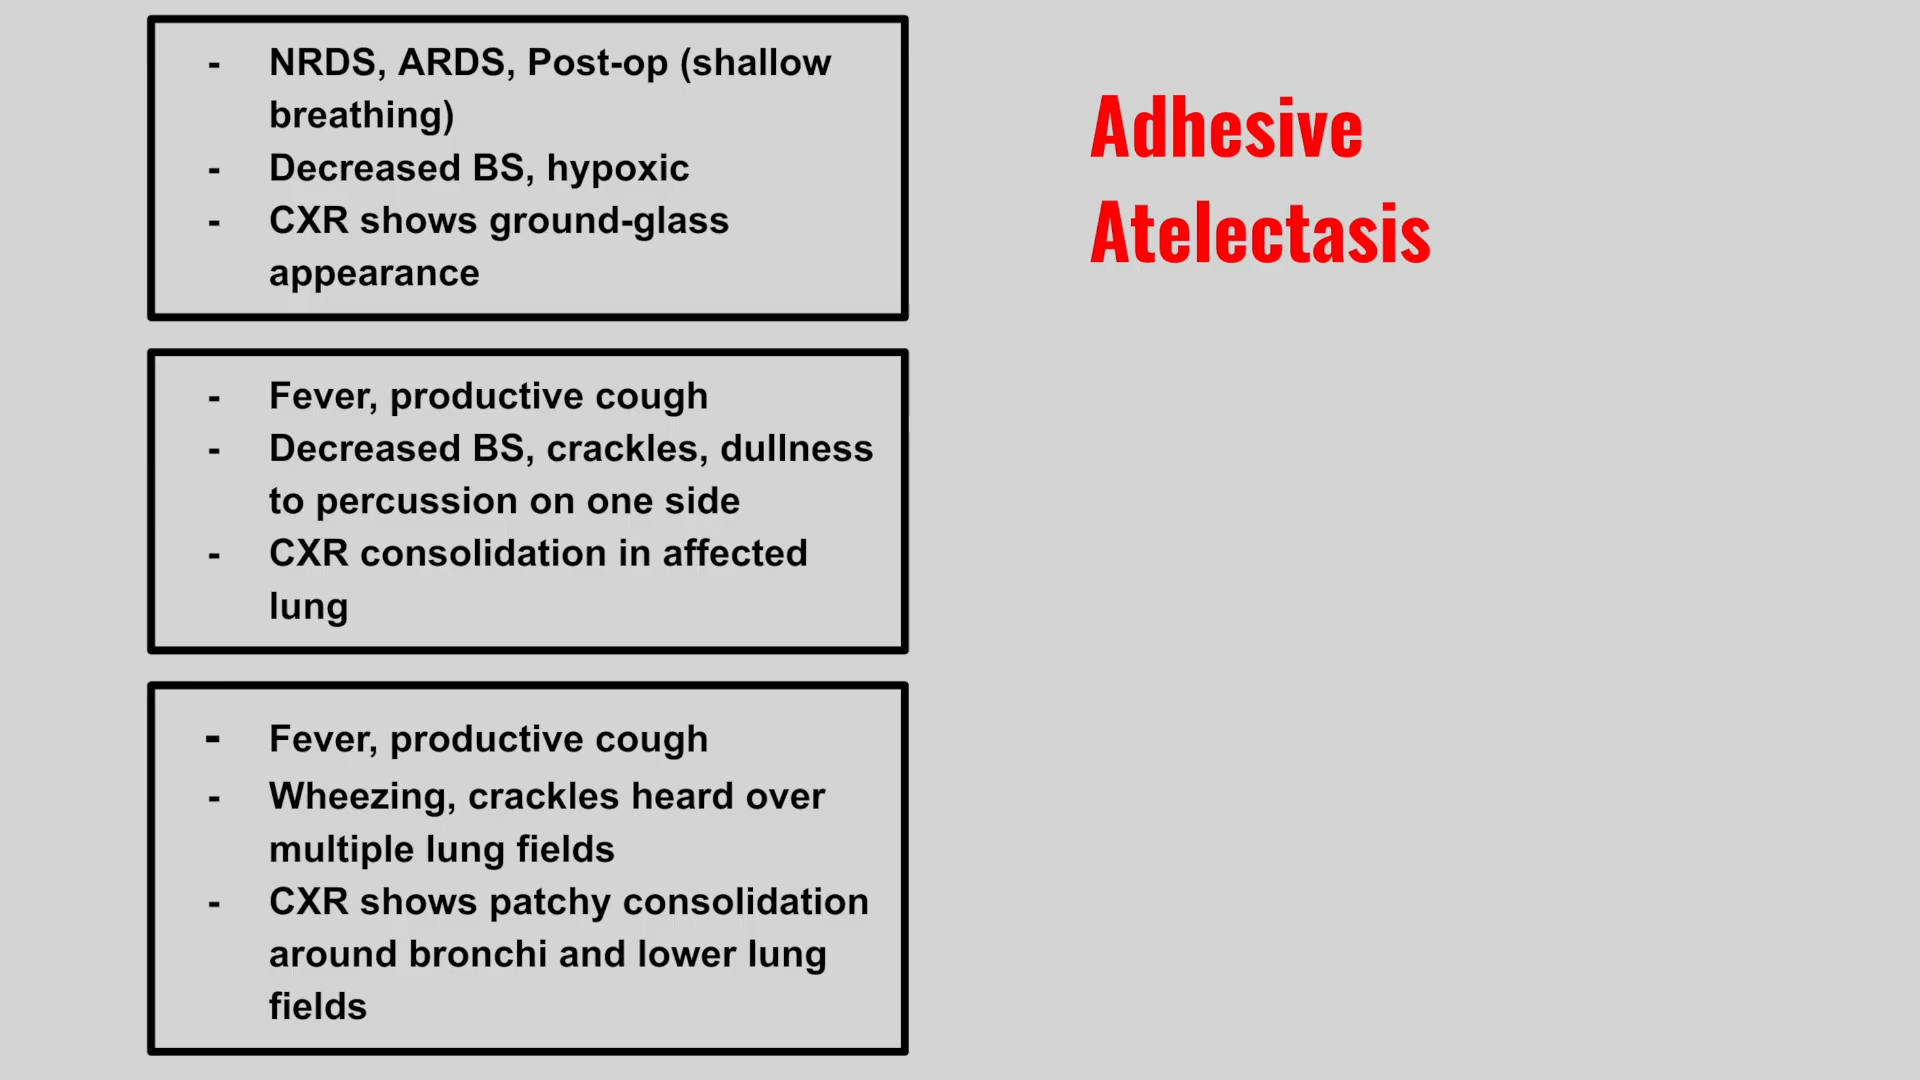 - NRDS, ARDS, Post-op (shallow
breathing)
- Decreased BS, hypoxic
- CXR shows ground-glass
appearance
Adhesive
Atelectasis
- Fever, productive cough
- Decreased BS, crackles, dullness
to percussion on one side
- CXR consolidation in affected
lung
- Fever, productive cough
- Wheezing, crackles heard over
multiple lung fields
- CXR shows patchy consolidation
around bronchi and lower lung
fields